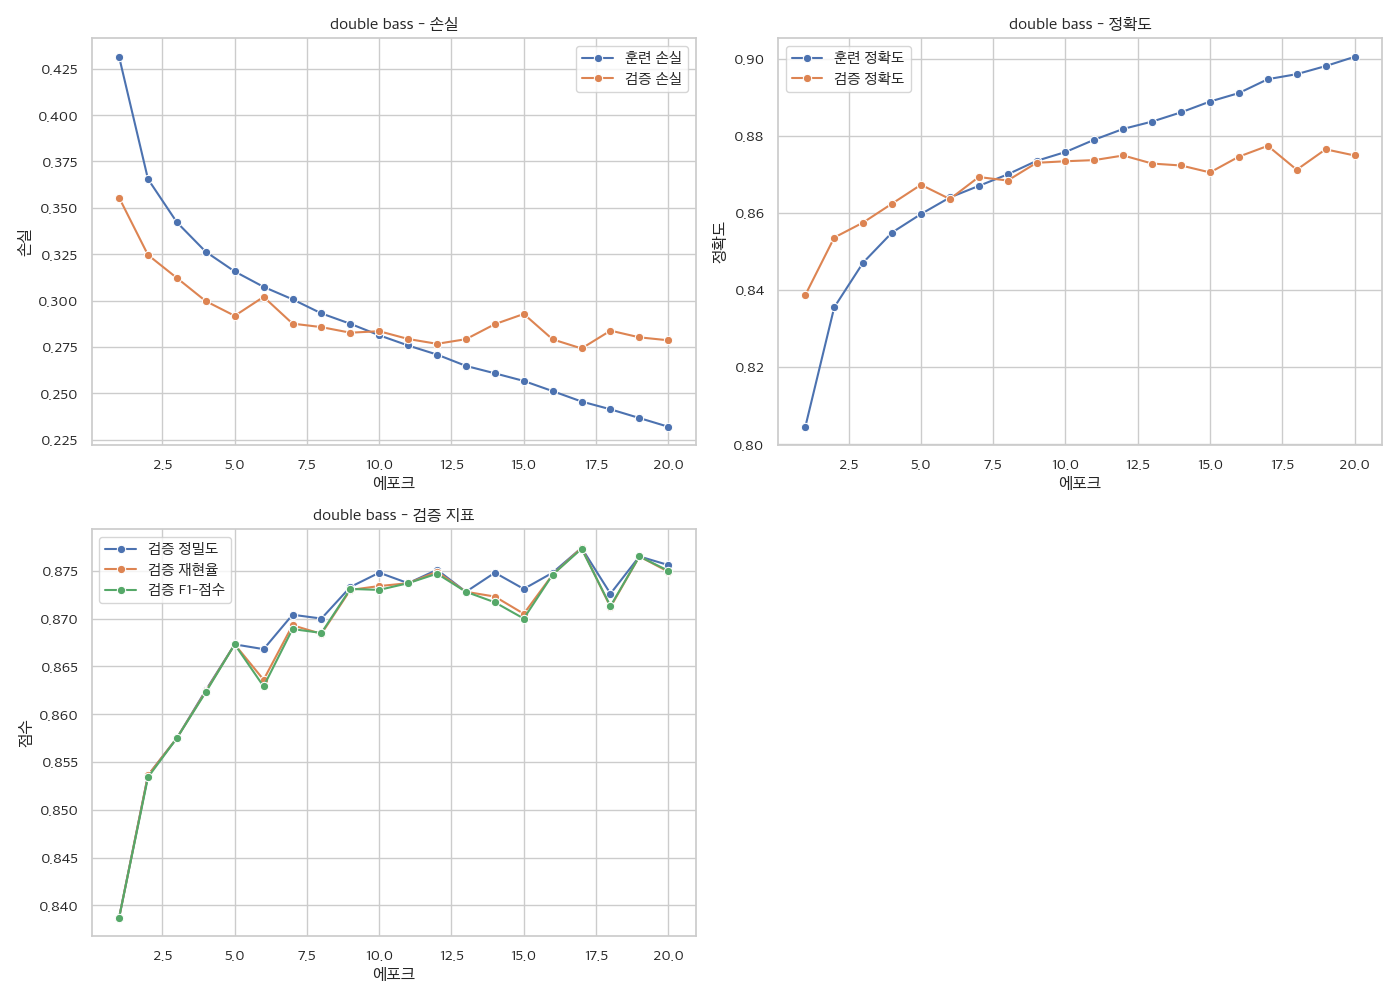 double bass - 손실
0.425
0.400
0.375
0.350
0.325
0.300
0.275
0.250
0.225
손실
훈련 손실
검증 손실
2.5 5.0 7.5 10.0 12.5 15.0 17.5 20.0
에포크
double bass - 정확도
0.90
0.88
0.86
0.84
0.82
0.80
정확도
훈련 정확도
검증 정확도
2.5 5.0 7.5 10.0 12.5 15.0 17.5 20.0
에포크
double bass - 검증 지표
0.875
0.870
0.865
0.860
0.855
0.850
0.845
0.840
점수
검증 정밀도
검증 재현율
검증 F1-점수
2.5 5.0 7.5 10.0 12.5 15.0 17.5 20.0
에포크